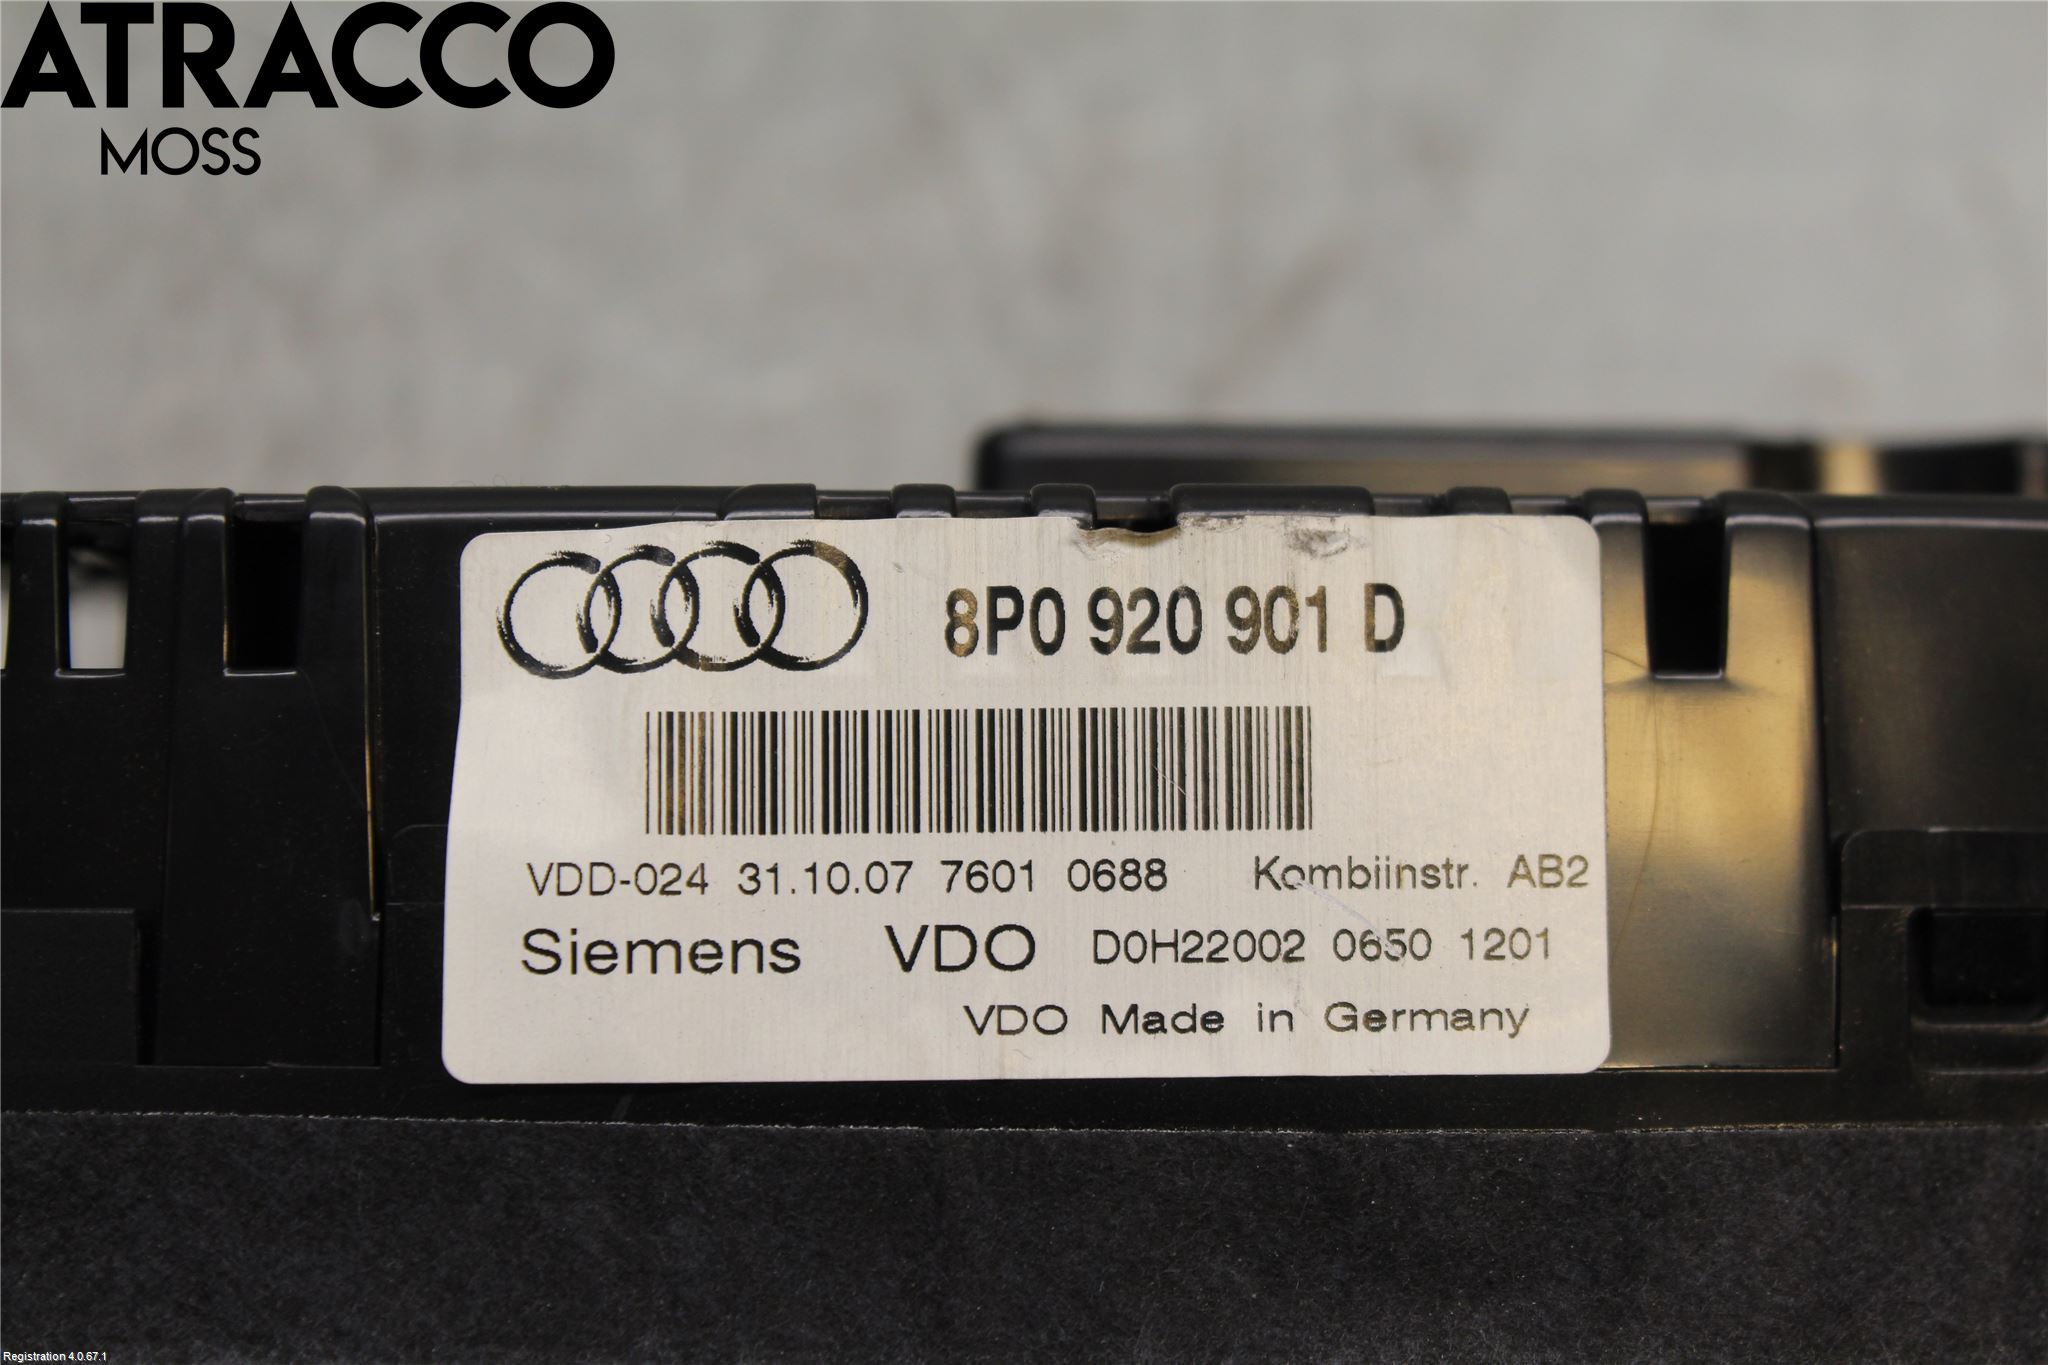 ATRACCO
MOSS
8P0 920 901 D
VDD-024 31.10.07 7601 0688 Kombiinstr. AB2
Siemens VDO D0H22002 0650 1201
VDO Made in Germany
Registration 4.0.67.1